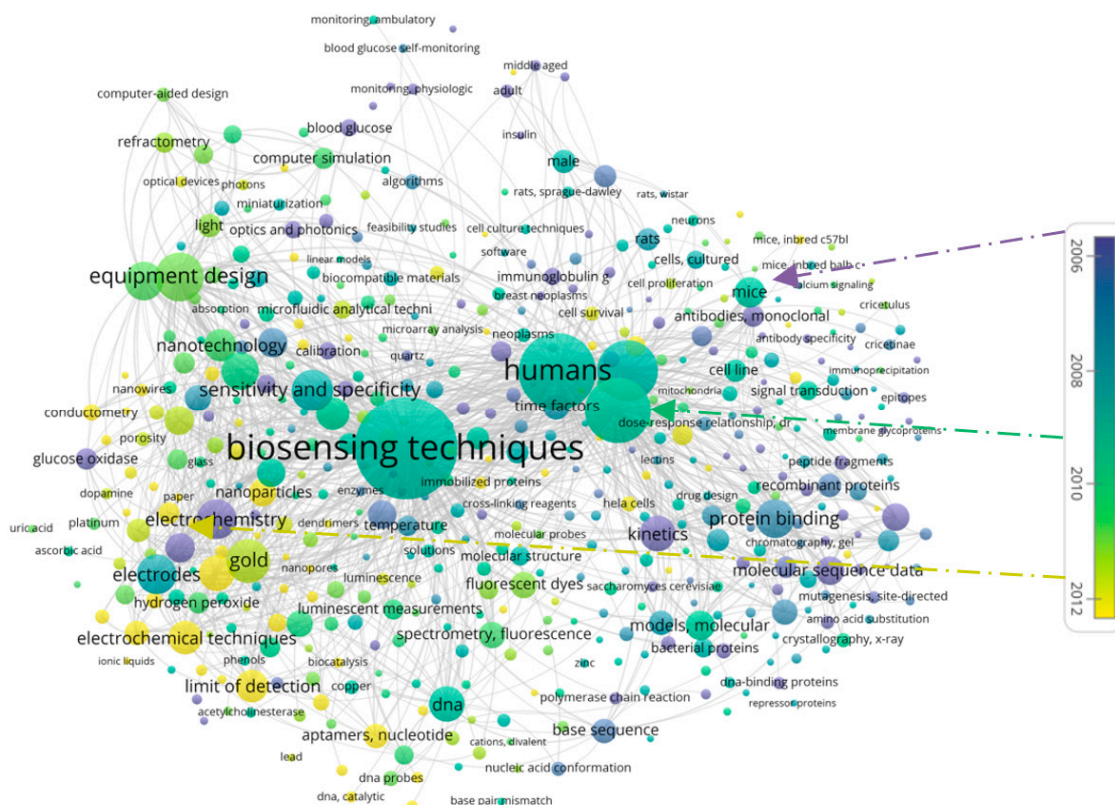 monitoring, ambulatory
blood glucose self-monitoring
middle aged
computer-aided design
monitoring, physiologic
adult
blood glucose
insulin
refractometry
computer simulation
male
optical devices
photons
algorithms
rats, sprague-dawley
rats, wistar
miniaturization
light
optics and photonics
feasibility studies
cell culture techniques
neurons
software
rats
mice, inbred c57bl
linear models
cells, cultured
mice, inbred balb c
equipment design
biocompatible materials
immunoglobulin g
cell proliferation
calcium signaling
breast neoplasms
mice
absorption
microfluidic analytical techni
cell survival
antibodies, monoclonal
cricetulus
microarray analysis
neoplasms
antibody specificity
cricetinae
nanotechnology
calibration
quartz
humans
cell line
immunoprecipitation
nanowires
sensitivity and specificity
mitochondria
signal transduction
epitopes
conductometry
time factors
dose-response relationship, dr
membrane glycoproteins
porosity
biosensing techniques
glucose oxidase
glass
lectins
peptide fragments
dopamine
paper
nanoparticles
enzymes
immobilized proteins
drug design
recombinant proteins
cross-linking reagents
hela cells
uric acid
platinum
electrochemistry
dendrimers
temperature
molecular probes
kinetics
protein binding
chromatography, gel
ascorbic acid
solutions
molecular structure
gold
nanopores
electrodes
luminescence
fluorescent dyes
saccharomyces cerevisiae
molecular sequence data
mutagenesis, site-directed
hydrogen peroxide
luminescent measurements
amino acid substitution
electrochemical techniques
spectrometry, fluorescence
models, molecular
crystallography, x-ray
bacterial proteins
ionic liquids
phenols
biocatalysis
zinc
limit of detection
copper
dna-binding proteins
polymerase chain reaction
repressor proteins
acetylcholinesterase
dna
aptamers, nucleotide
base sequence
cations, divalent
lead
dna probes
nucleic acid conformation
dna, catalytic
base pair mismatch
2006
2008
2010
2012